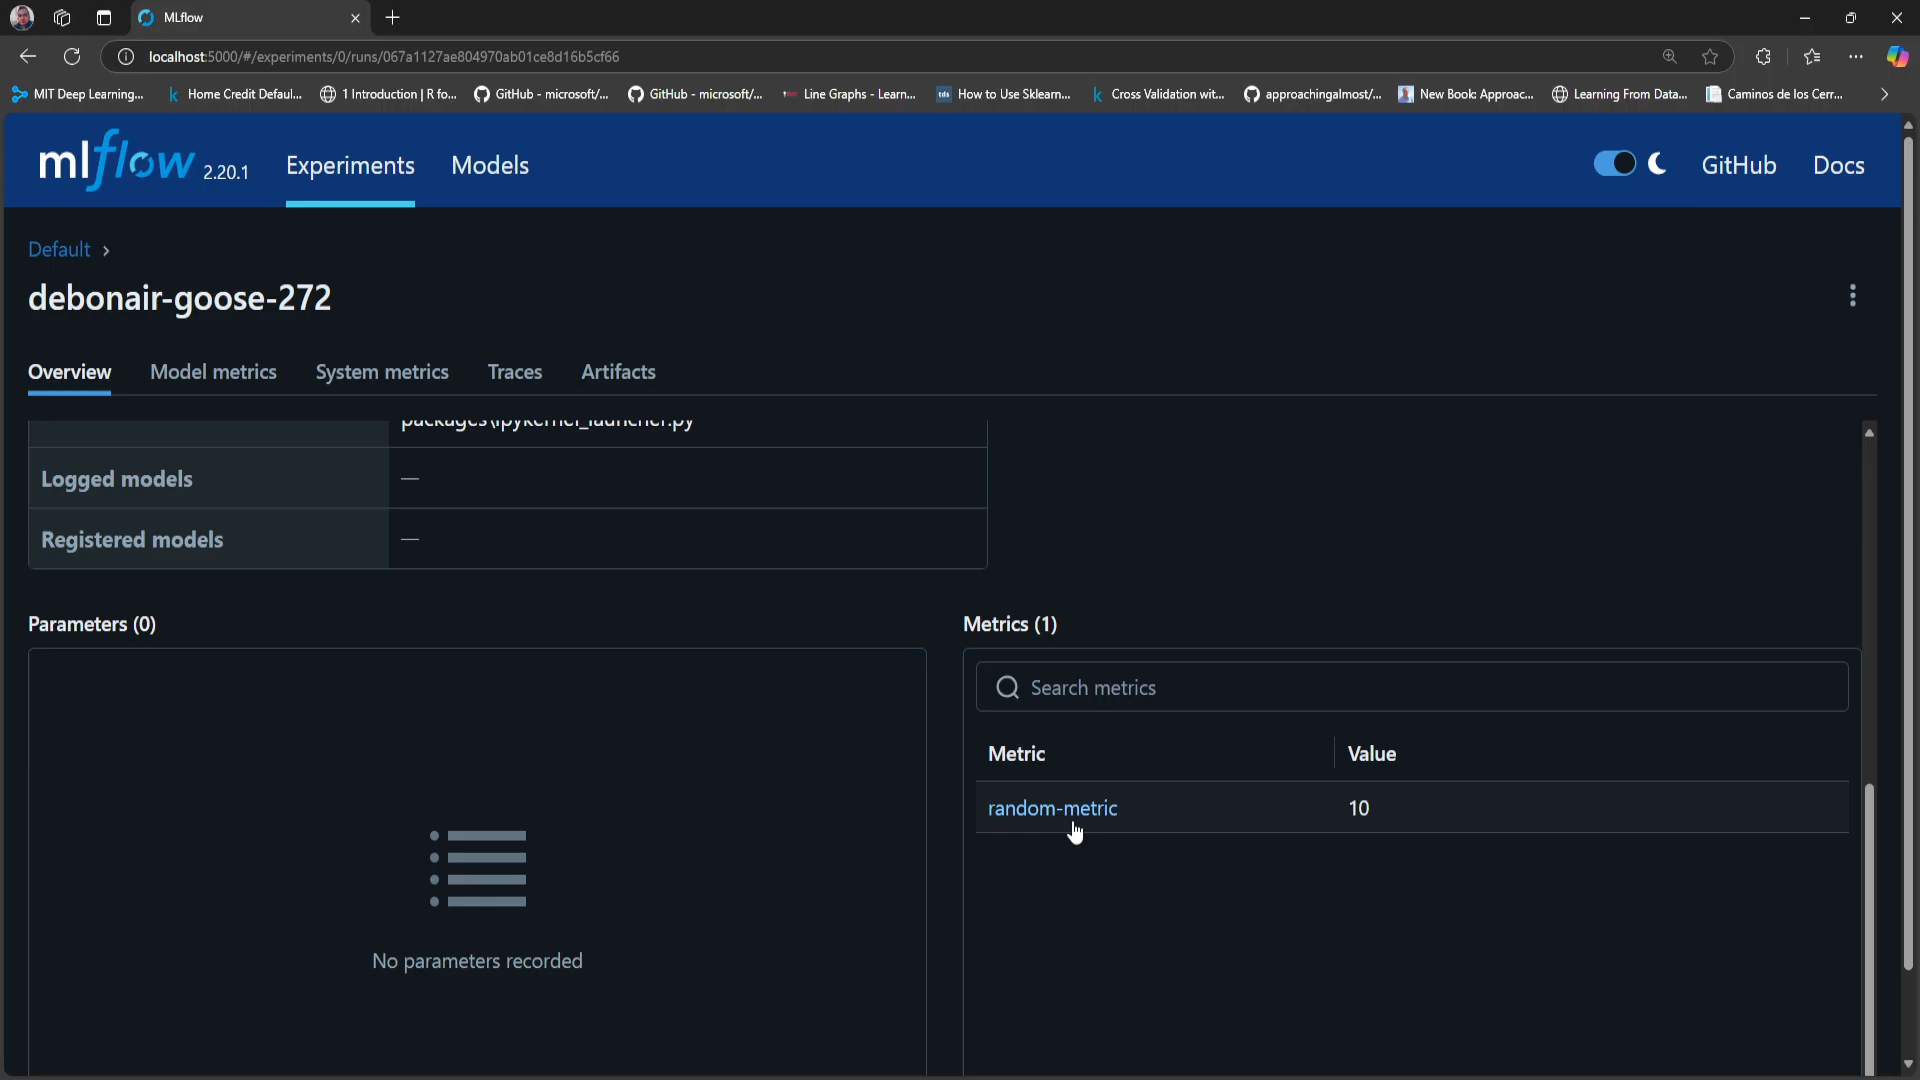 MLflow
localhost:5000/#/experiments/0/runs/067a1127ae804970ab01ce8d16b5cf66
MIT Deep Learning... Home Credit Defaul... 1 Introduction | R fo... GitHub - microsoft/... GitHub - microsoft/... Line Graphs - Learn... tds How to Use Sklearn... Cross Validation wit... approachingalmost/... New Book: Approac... Learning From Data... Caminos de los Cerr...
mlflow 2.20.1 Experiments Models GitHub Docs
Default
debonair-goose-272
Overview Model metrics System metrics Traces Artifacts
packages\ipykernel_launcher.py
Logged models —
Registered models —
Parameters (0)
No parameters recorded
Metrics (1)
Search metrics
Metric Value
random-metric 10